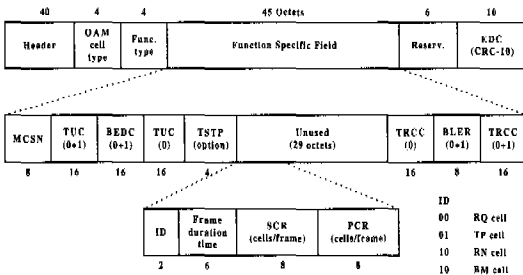 40 4 4 45 Octets 6 10
Header
OAM cell type
Func. type
Function Specific Field
Reserv.
EDC (CRC-10)
MCSN
TUC (0+1)
BEDC (0+1)
TUC (0)
TSTP (option)
Unused (29 octets)
TRCC (0)
BLER (0+1)
TRCC (0+1)
8 16 16 16 4 16 8 16
ID
Frame duration time
SCR (cells/frame)
PCR (cells/frame)
2 6 8 8
ID
00 RQ cell
01 TP cell
10 RN cell
10 BM cell